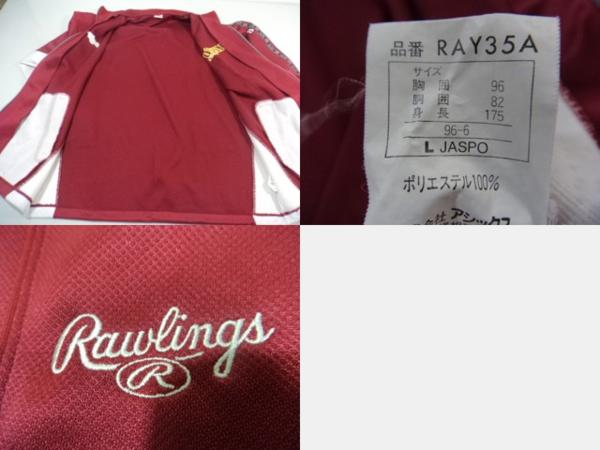 品番 RAY35A
サイズ
胸囲 96
胴囲 82
身長 175
96-6
L JASPO
ポリエステル100%
アシックス
Rawlings
R